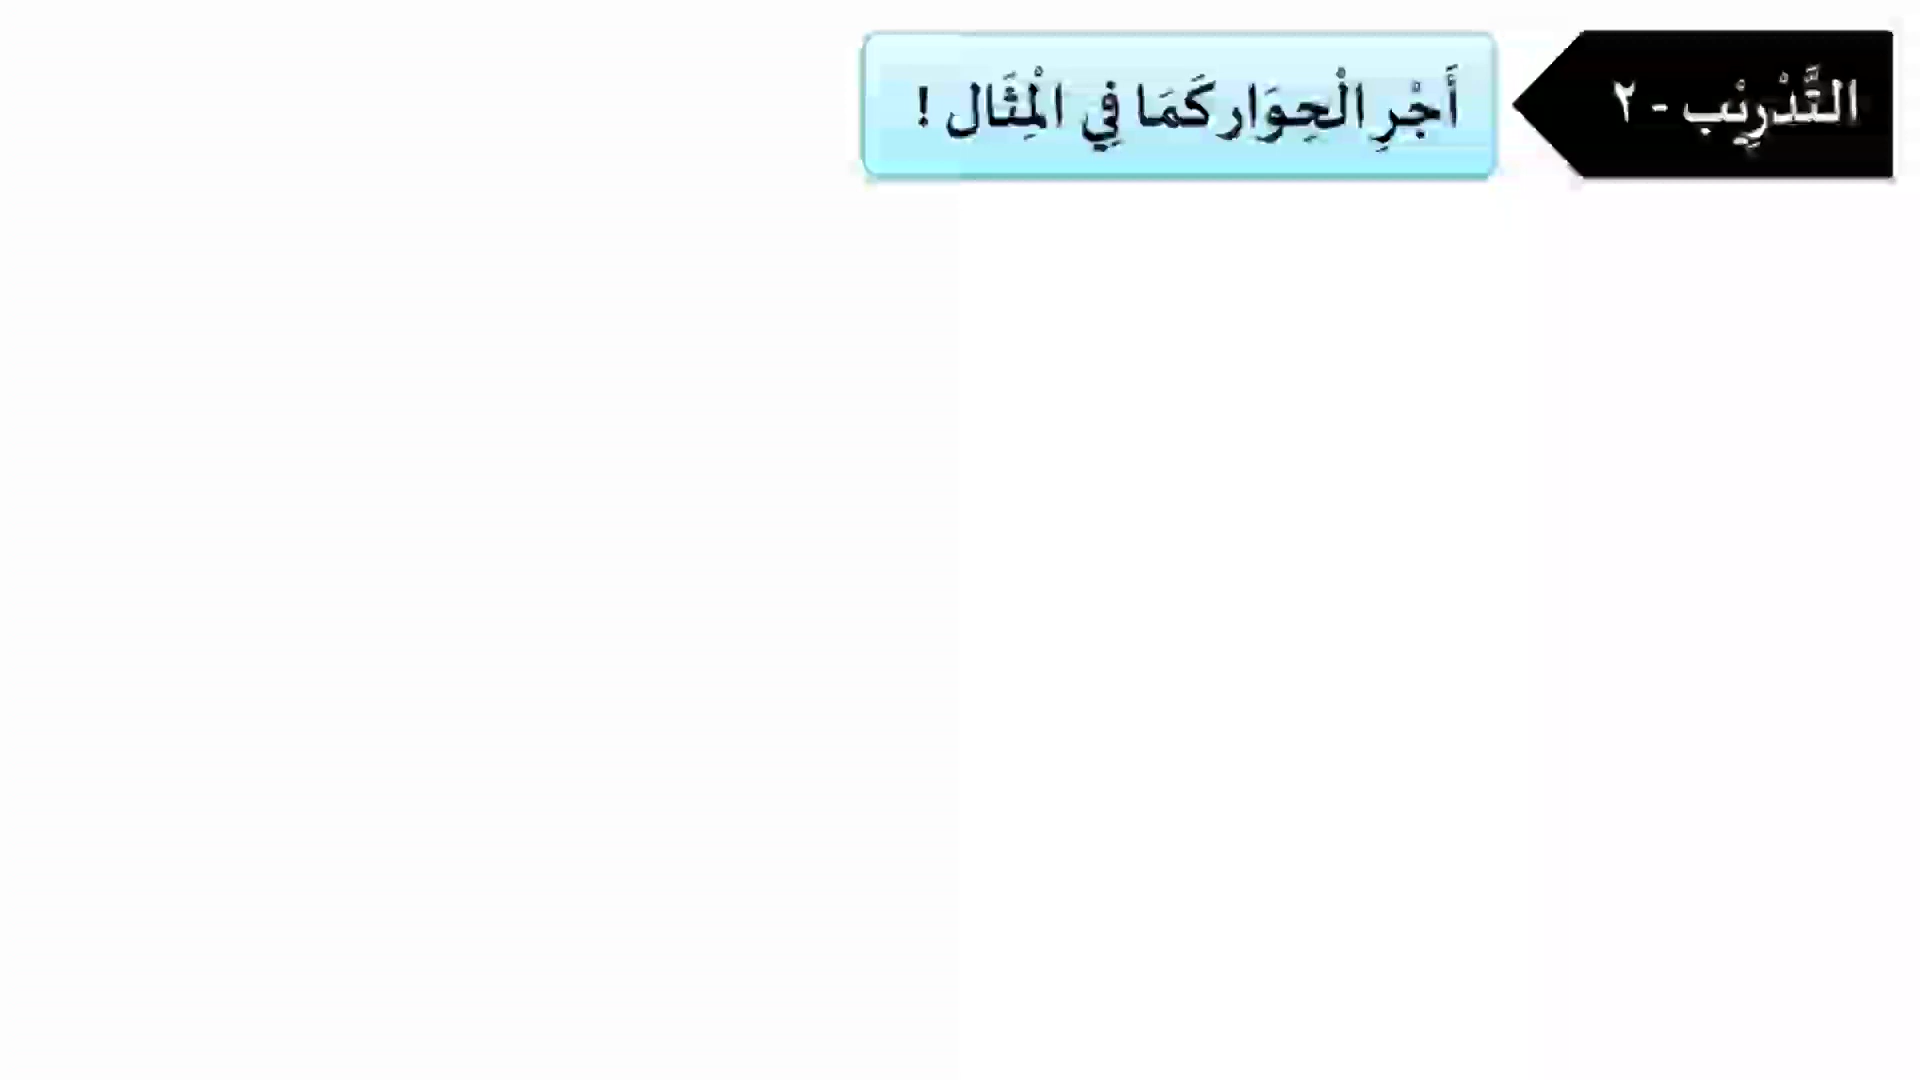 التَّدْرِيْب - ٢
أَجْرِ الْحِوَار كَمَا فِي الْمِثَال !